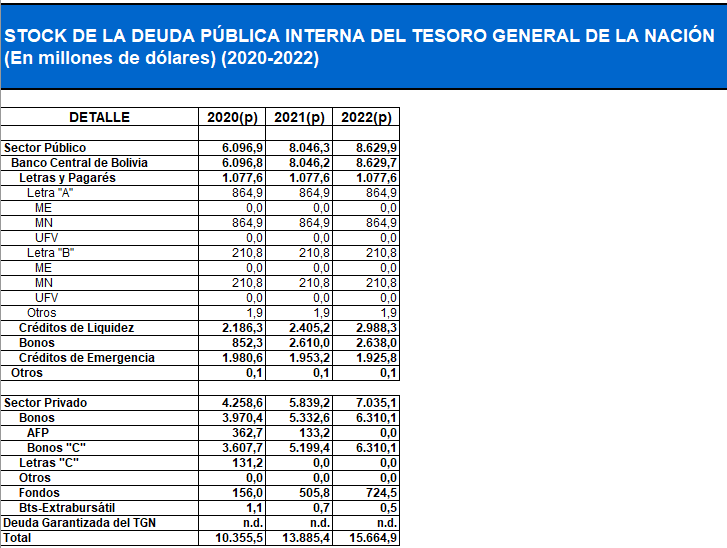 STOCK DE LA DEUDA PÚBLICA INTERNA DEL TESORO GENERAL DE LA NACIÓN
(En millones de dólares) (2020-2022)
DETALLE 2020(p) 2021(p) 2022(p)
Sector Público 6.096,9 8.046,3 8.629,9
Banco Central de Bolivia 6.096,8 8.046,2 8.629,7
Letras y Pagarés 1.077,6 1.077,6 1.077,6
Letra "A" 864,9 864,9 864,9
ME 0,0 0,0 0,0
MN 864,9 864,9 864,9
UFV 0,0 0,0 0,0
Letra "B" 210,8 210,8 210,8
ME 0,0 0,0 0,0
MN 210,8 210,8 210,8
UFV 0,0 0,0 0,0
Otros 1,9 1,9 1,9
Créditos de Liquidez 2.186,3 2.405,2 2.988,3
Bonos 852,3 2.610,0 2.638,0
Créditos de Emergencia 1.980,6 1.953,2 1.925,8
Otros 0,1 0,1 0,1
Sector Privado 4.258,6 5.839,2 7.035,1
Bonos 3.970,4 5.332,6 6.310,1
AFP 362,7 133,2 0,0
Bonos "C" 3.607,7 5.199,4 6.310,1
Letras "C" 131,2 0,0 0,0
Otros 0,0 0,0 0,0
Fondos 156,0 505,8 724,5
Bts-Extrabursátil 1,1 0,7 0,5
Deuda Garantizada del TGN n.d. n.d. n.d.
Total 10.355,5 13.885,4 15.664,9